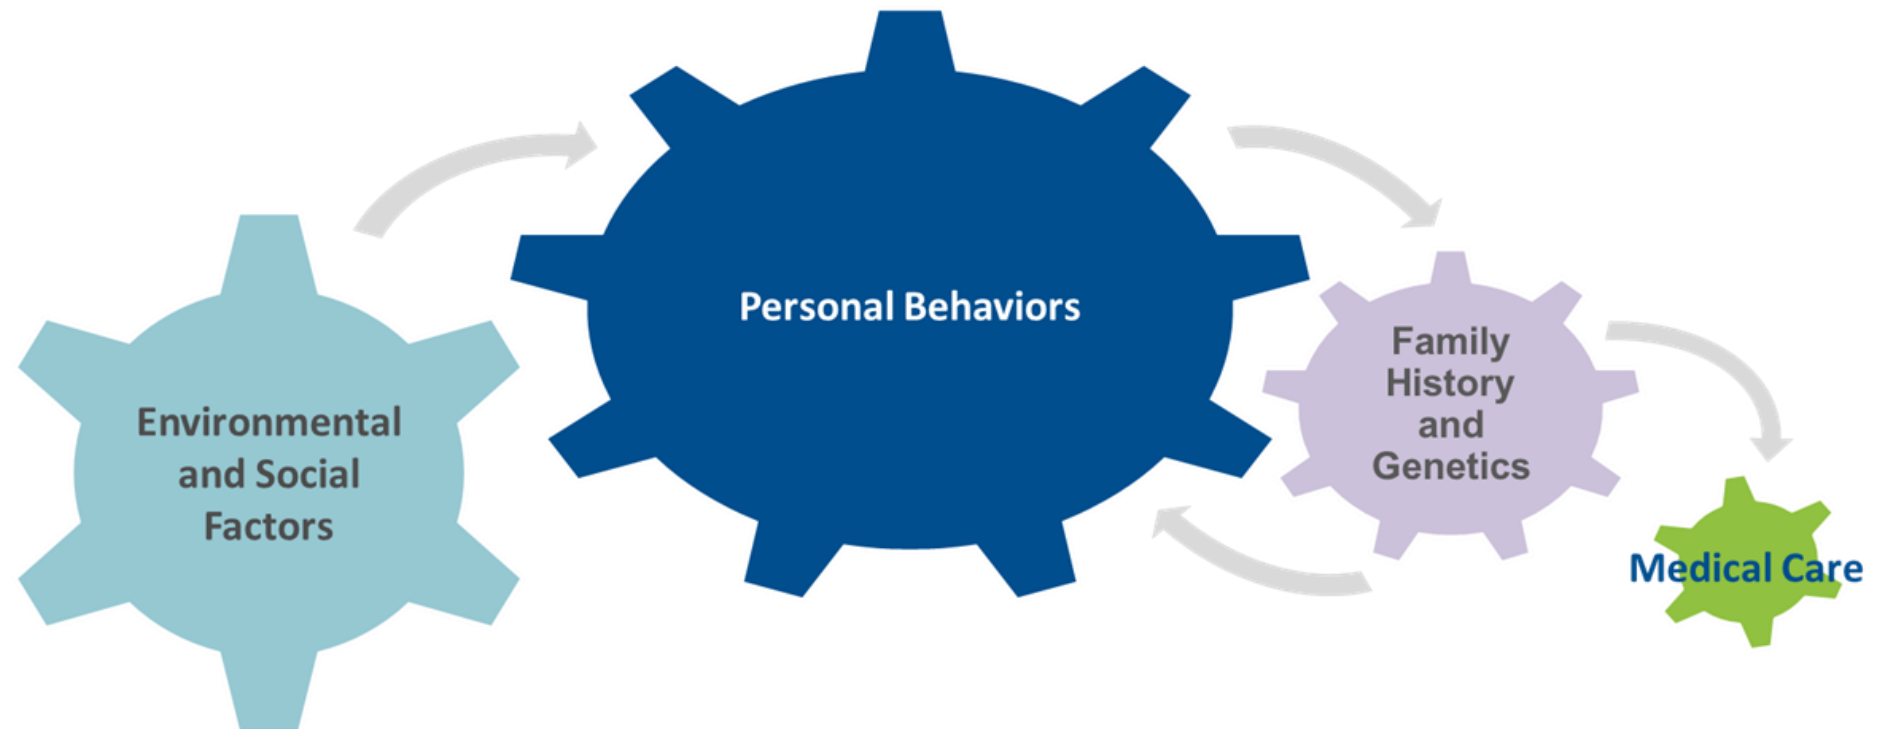 Environmental
and Social
Factors
Personal Behaviors
Family
History
and
Genetics
Medical Care